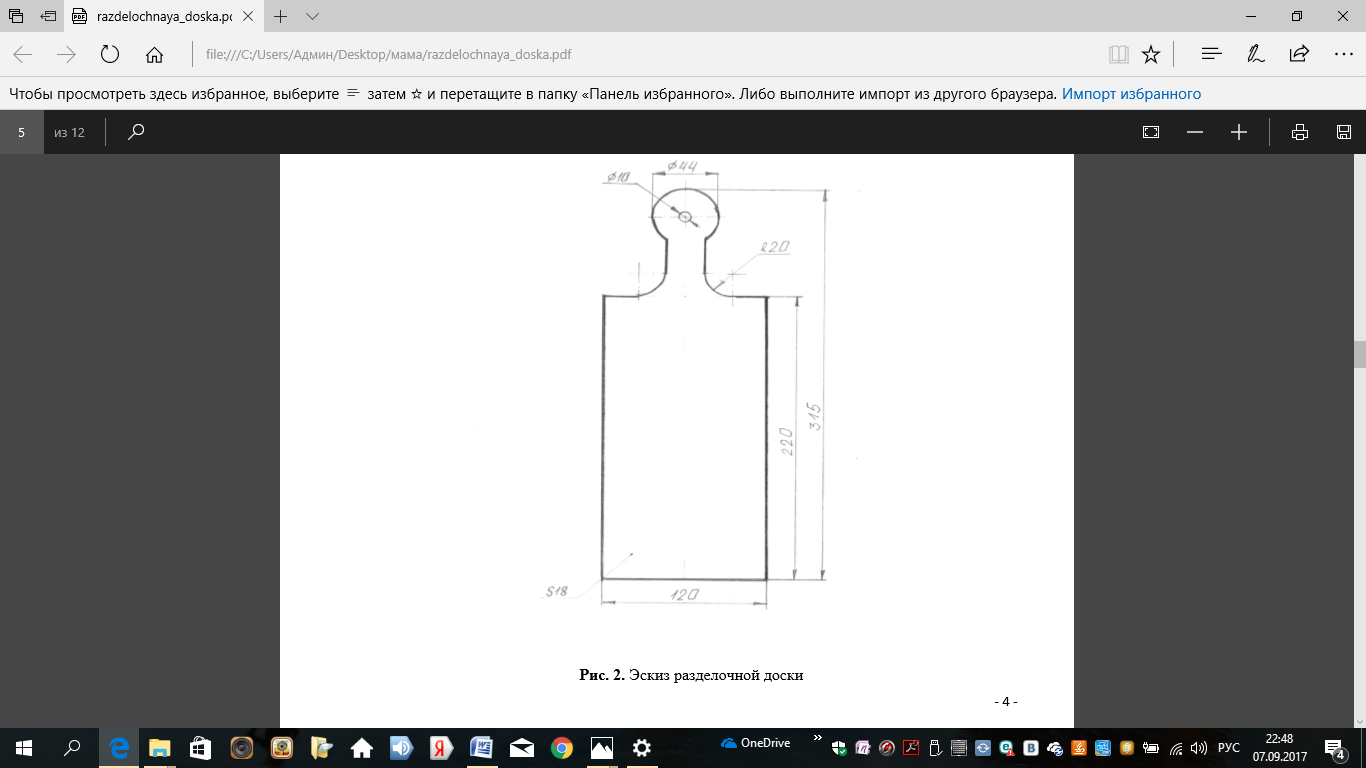 razdelochnaya_doska.pc
file:///C:/Users/Админ/Desktop/мама/razdelochnaya_doska.pdf
Чтобы просмотреть здесь избранное, выберите затем и перетащите в папку «Панель избранного». Либо выполните импорт из другого браузера. Импорт избранного
5 из 12
⌀44
⌀10
R20
315
220
S18
120
Рис. 2. Эскиз разделочной доски
- 4 -
OneDrive
РУС
22:48
07.09.2017
4